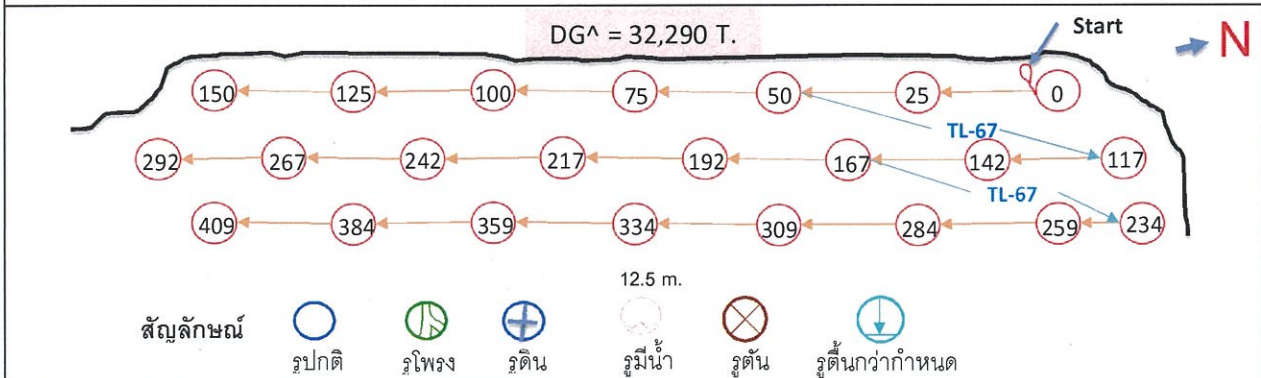 DG^ = 32,290 T.
Start
N
150 125 100 75 50 25 0
TL-67
292 267 242 217 192 167 142 117
TL-67
409 384 359 334 309 284 259 234
12.5 m.
สัญลักษณ์
รูปกติ รูโพรง รูดิน รูมีน้ำ รูตัน รูตื้นกว่ากำหนด